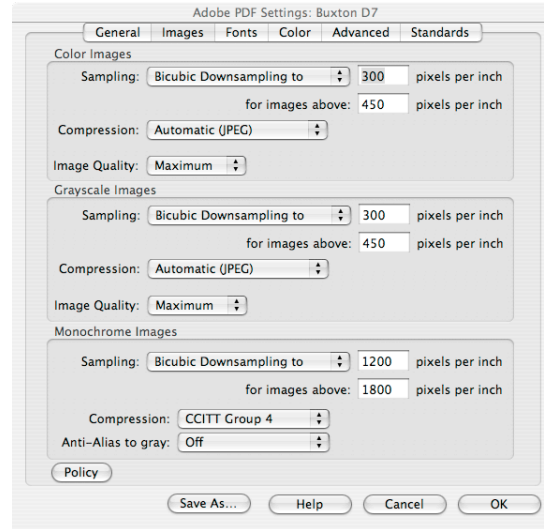 Adobe PDF Settings: Buxton D7
General Images Fonts Color Advanced Standards
Color Images
Sampling: Bicubic Downsampling to 300 pixels per inch
for images above: 450 pixels per inch
Compression: Automatic (JPEG)
Image Quality: Maximum
Grayscale Images
Sampling: Bicubic Downsampling to 300 pixels per inch
for images above: 450 pixels per inch
Compression: Automatic (JPEG)
Image Quality: Maximum
Monochrome Images
Sampling: Bicubic Downsampling to 1200 pixels per inch
for images above: 1800 pixels per inch
Compression: CCITT Group 4
Anti-Alias to gray: Off
Policy
Save As... Help Cancel OK